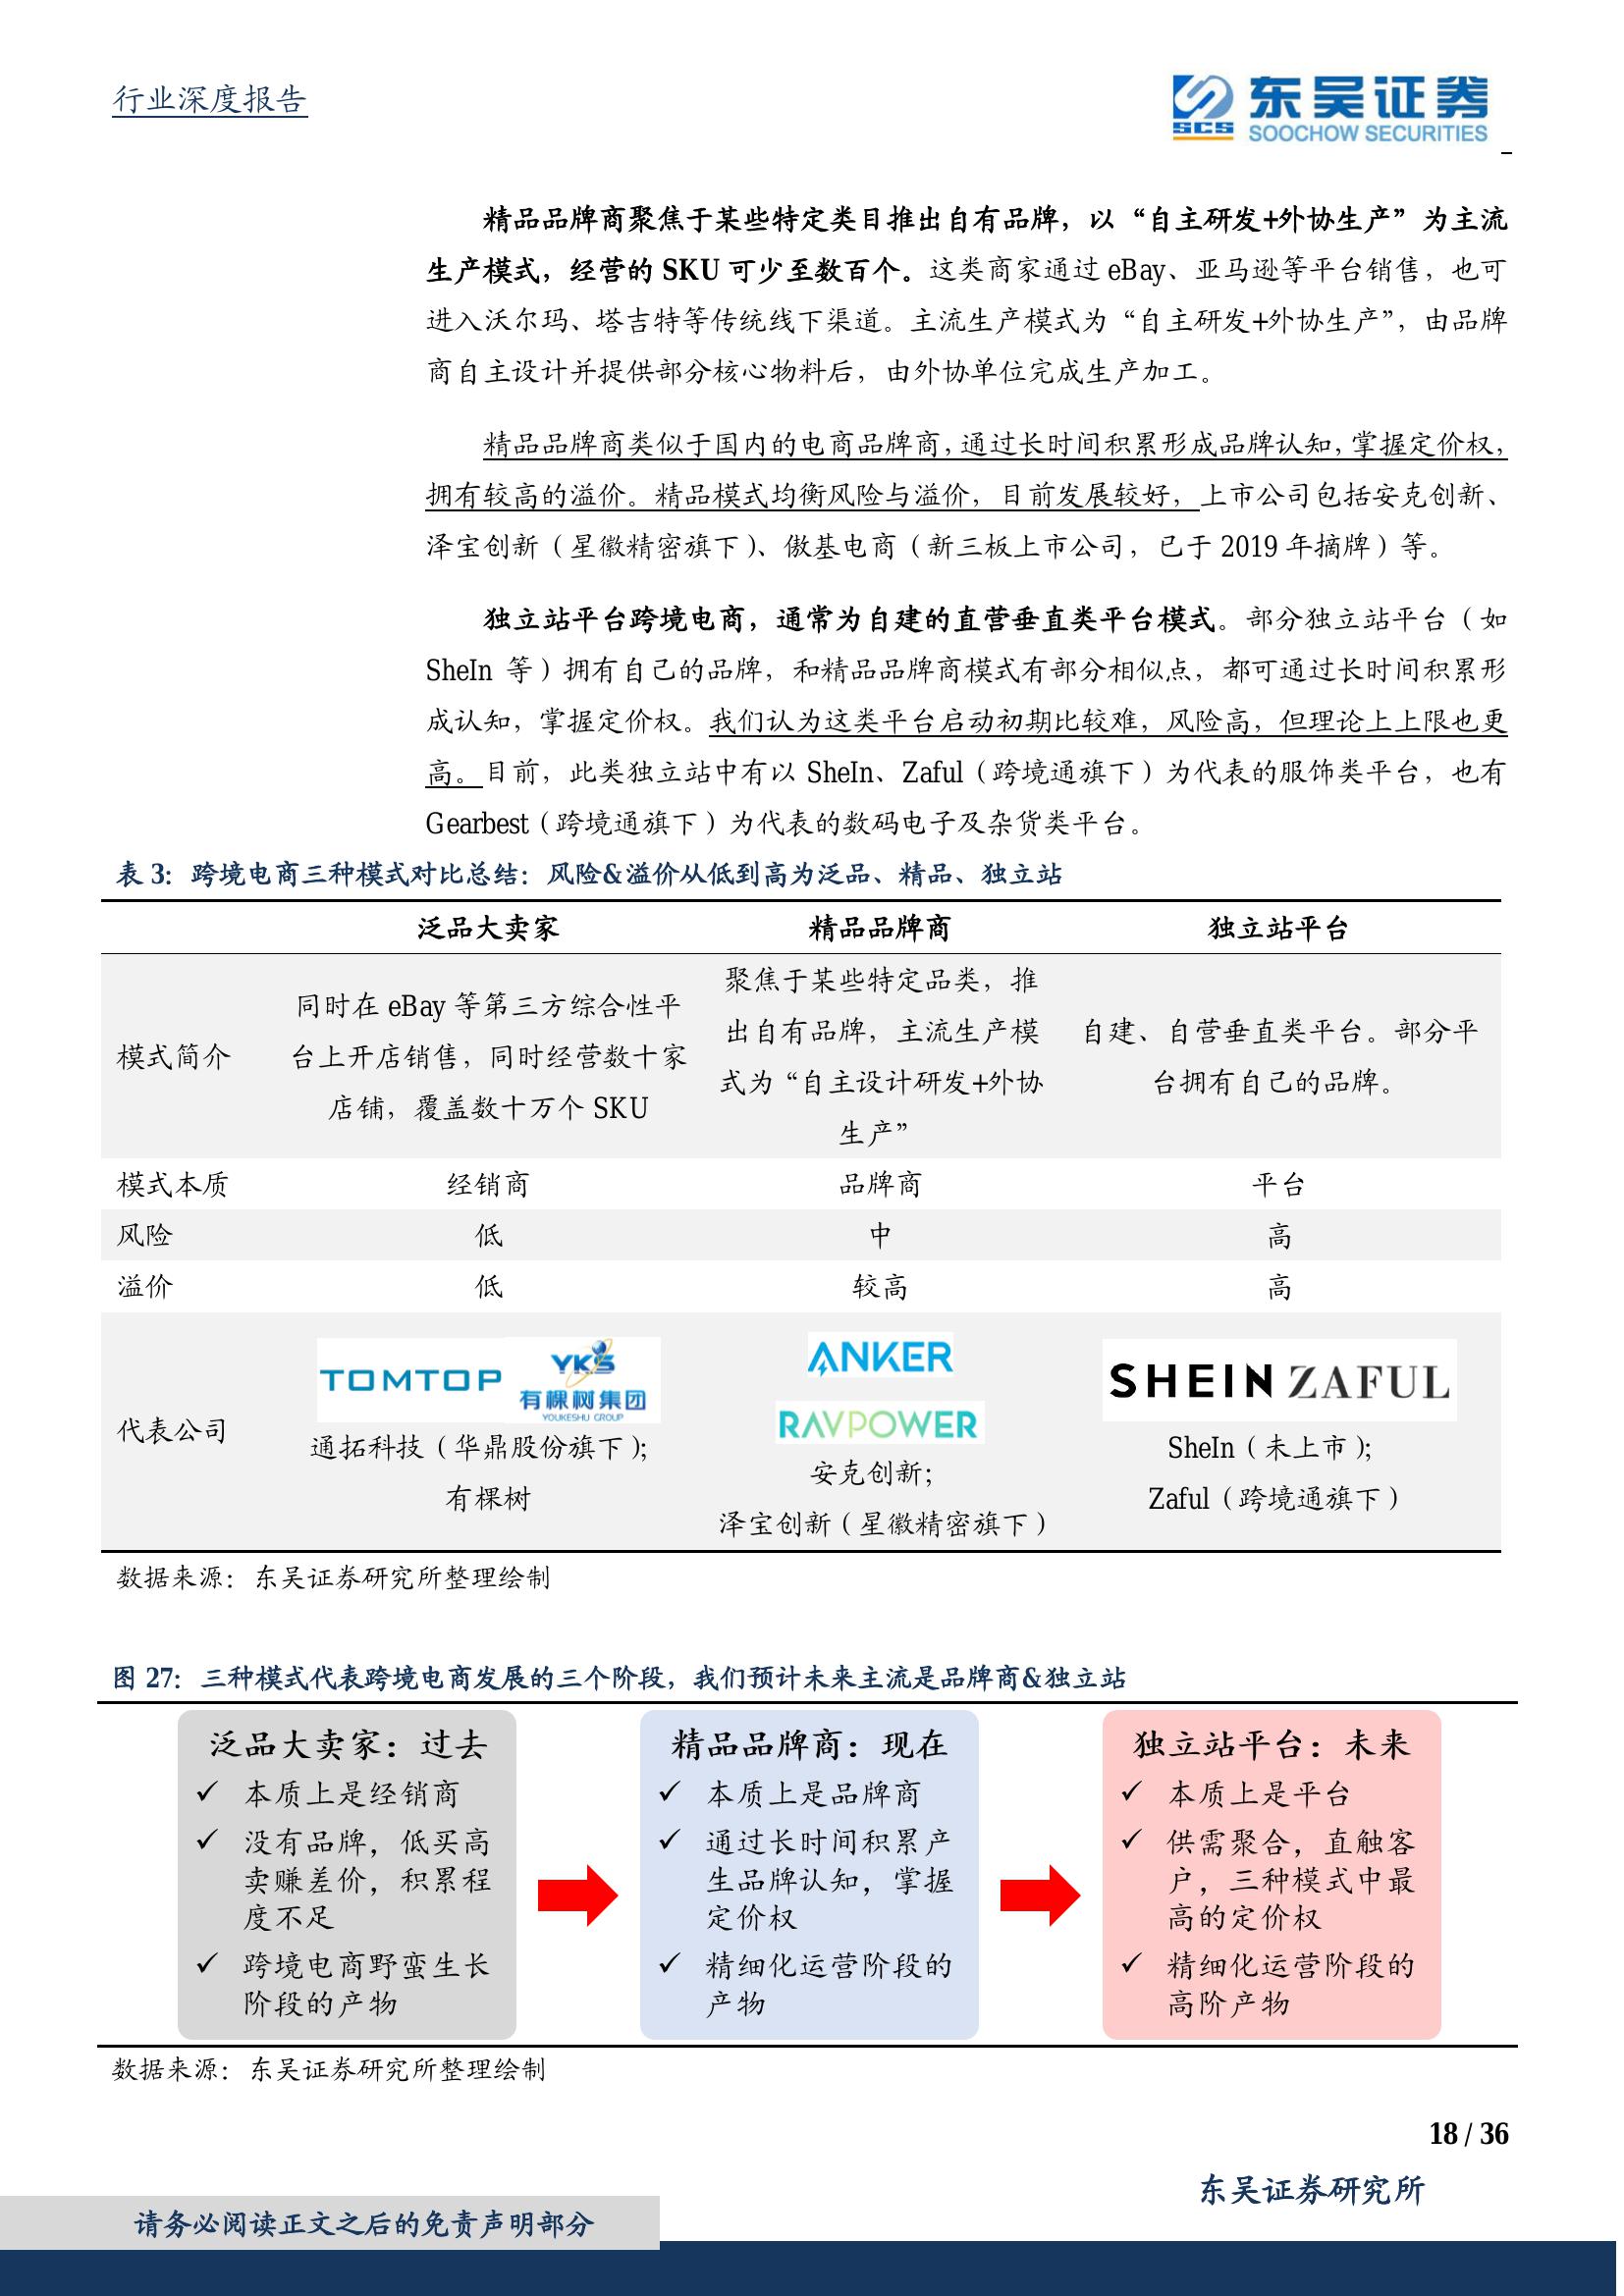 行业深度报告
SCS
东吴证券
SOOCHOW SECURITIES
精品品牌商聚焦于某些特定类目推出自有品牌，以“自主研发+外协生产”为主流
生产模式，经营的 SKU 可少至数百个。这类商家通过 eBay、亚马逊等平台销售，也可
进入沃尔玛、塔吉特等传统线下渠道。主流生产模式为“自主研发+外协生产”，由品牌
商自主设计并提供部分核心物料后，由外协单位完成生产加工。
精品品牌商类似于国内的电商品牌商，通过长时间积累形成品牌认知，掌握定价权，
拥有较高的溢价。精品模式均衡风险与溢价，目前发展较好，上市公司包括安克创新、
泽宝创新（星徽精密旗下）、傲基电商（新三板上市公司，已于 2019 年摘牌）等。
独立站平台跨境电商，通常为自建的直营垂直类平台模式。部分独立站平台（如
SheIn 等）拥有自己的品牌，和精品品牌商模式有部分相似点，都可通过长时间积累形
成认知，掌握定价权。我们认为这类平台启动初期比较难，风险高，但理论上上限也更
高。目前，此类独立站中有以 SheIn、Zaful（跨境通旗下）为代表的服饰类平台，也有
Gearbest（跨境通旗下）为代表的数码电子及杂货类平台。
表 3：跨境电商三种模式对比总结：风险&溢价从低到高为泛品、精品、独立站
泛品大卖家 精品品牌商 独立站平台
模式简介
同时在 eBay 等第三方综合性平
台上开店销售，同时经营数十家
店铺，覆盖数十万个 SKU
聚焦于某些特定品类，推
出自有品牌，主流生产模
式为“自主设计研发+外协
生产”
自建、自营垂直类平台。部分平
台拥有自己的品牌。
模式本质 经销商 品牌商 平台
风险 低 中 高
溢价 低 较高 高
代表公司
TOMTOP
YKS
有棵树集团
YOUKESHU GROUP
通拓科技（华鼎股份旗下）；
有棵树
ANKER
RAVPOWER
安克创新；
泽宝创新（星徽精密旗下）
SHEIN ZAFUL
SheIn（未上市）；
Zaful（跨境通旗下）
数据来源：东吴证券研究所整理绘制
图 27：三种模式代表跨境电商发展的三个阶段，我们预计未来主流是品牌商&独立站
泛品大卖家：过去
✓ 本质上是经销商
✓ 没有品牌，低买高
卖赚差价，积累程
度不足
✓ 跨境电商野蛮生长
阶段的产物
精品品牌商：现在
✓ 本质上是品牌商
✓ 通过长时间积累产
生品牌认知，掌握
定价权
✓ 精细化运营阶段的
产物
独立站平台：未来
✓ 本质上是平台
✓ 供需聚合，直触客
户，三种模式中最
高的定价权
✓ 精细化运营阶段的
高阶产物
数据来源：东吴证券研究所整理绘制
18 / 36
东吴证券研究所
请务必阅读正文之后的免责声明部分